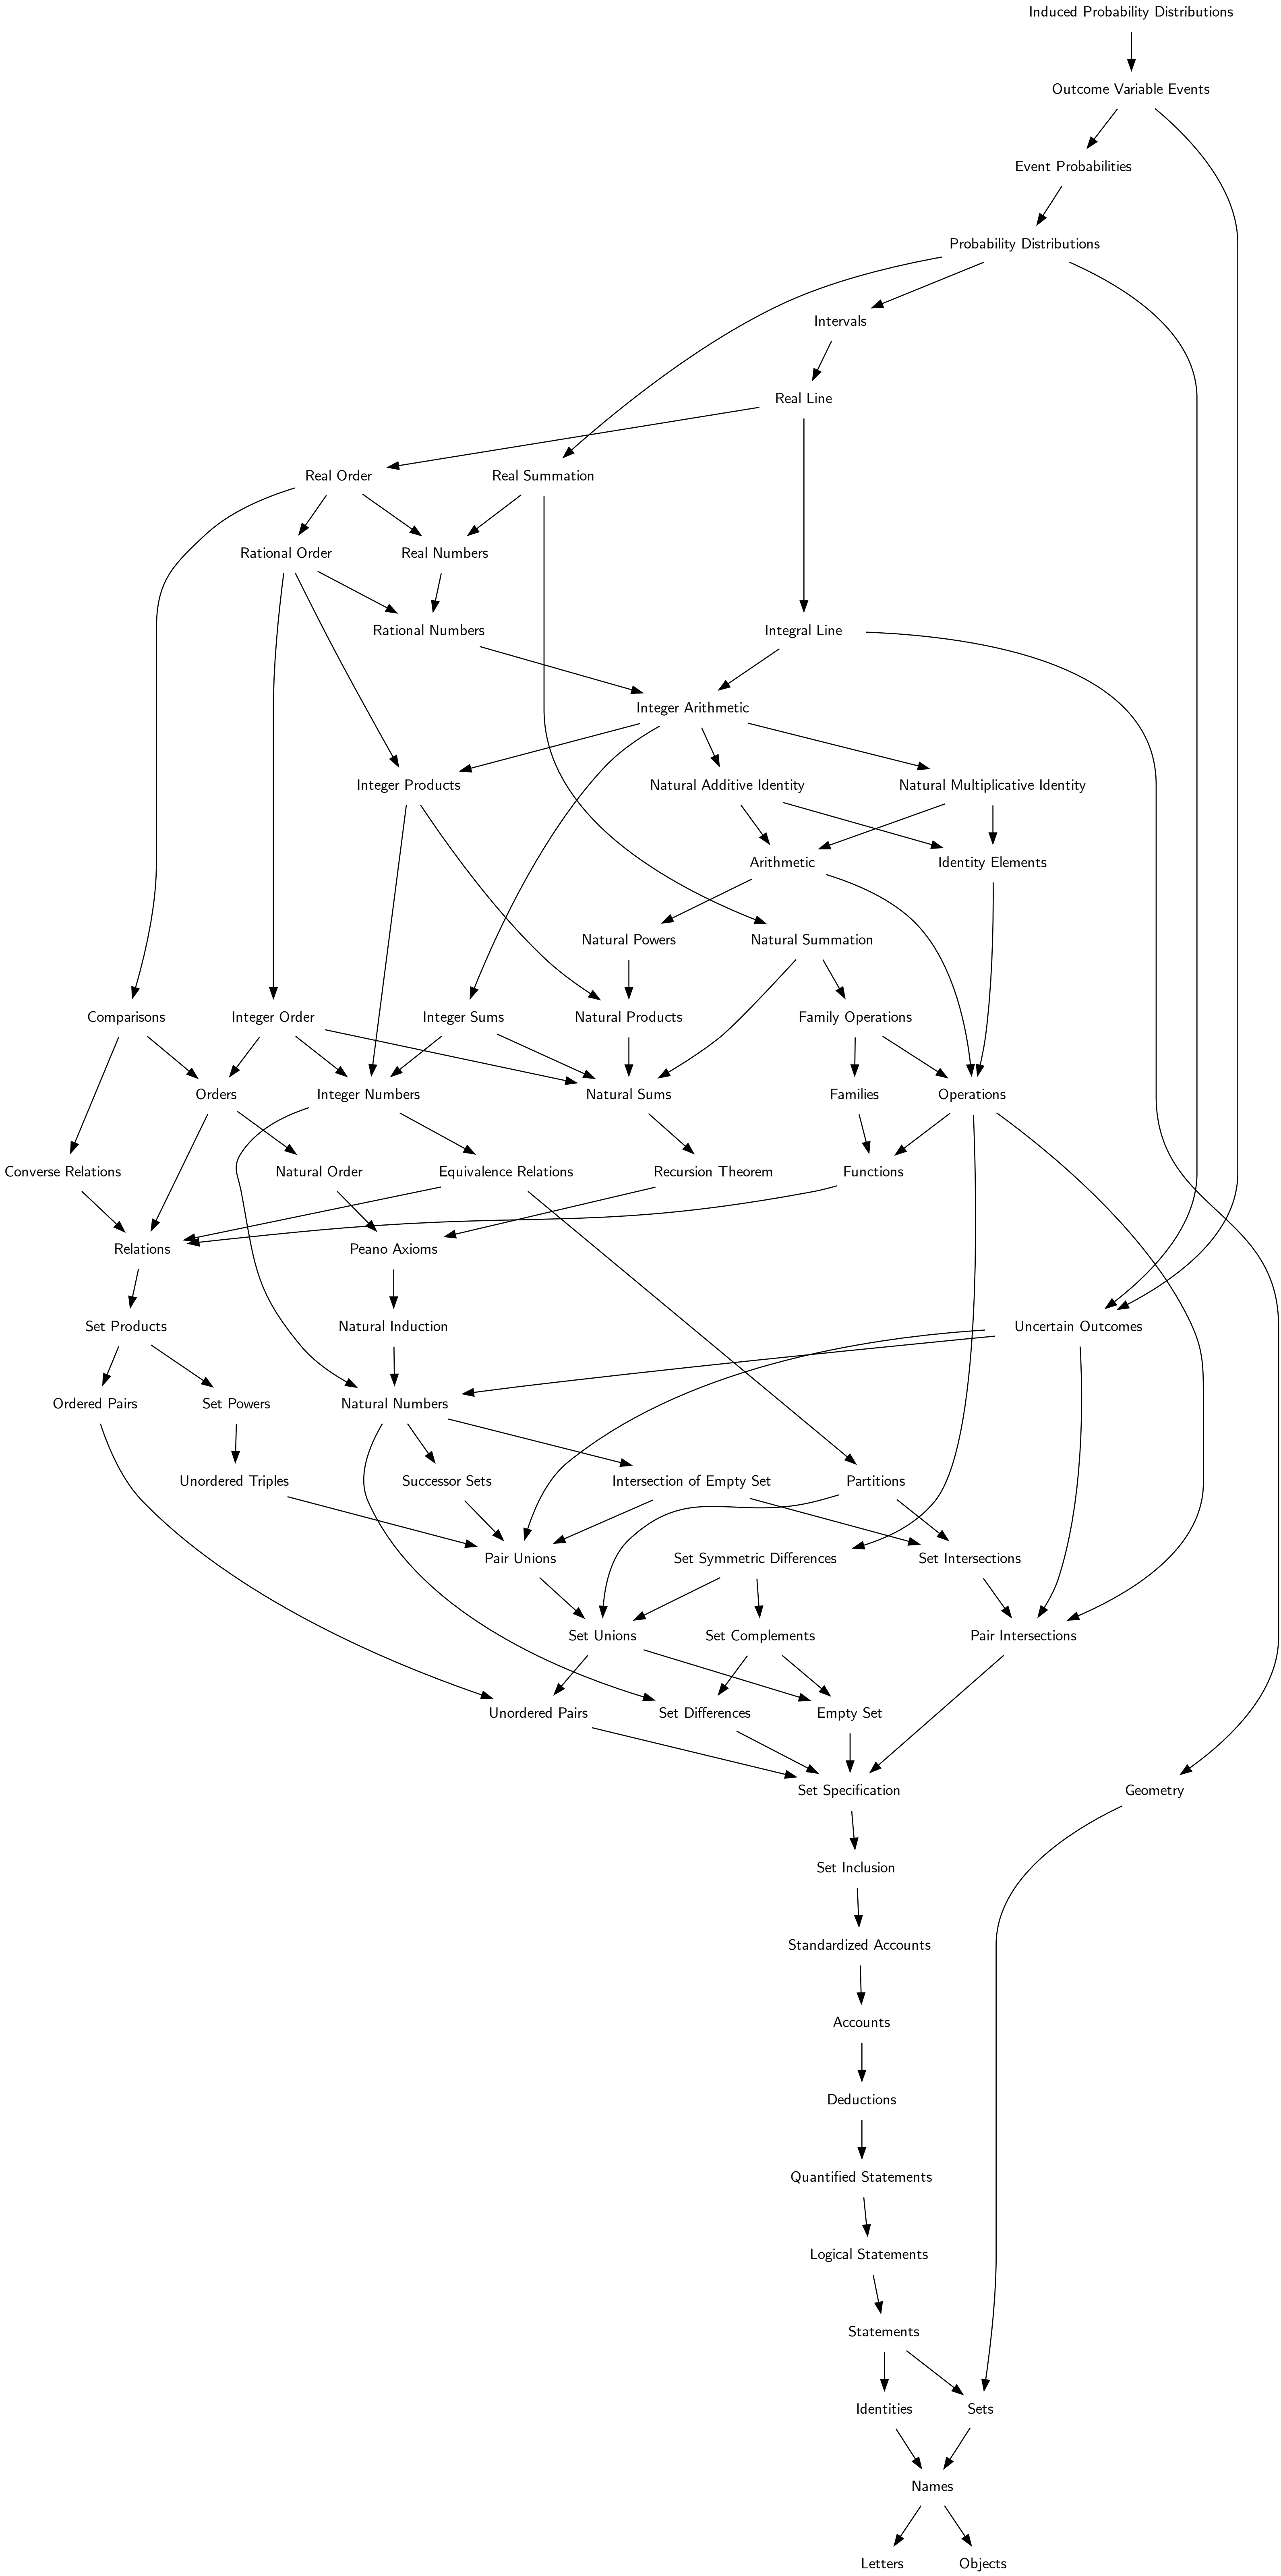 Induced Probability Distributions
Outcome Variable Events
Event Probabilities
Probability Distributions
Intervals
Real Line
Real Order
Real Summation
Rational Order
Real Numbers
Rational Numbers
Integral Line
Integer Arithmetic
Integer Products
Natural Additive Identity
Natural Multiplicative Identity
Arithmetic
Identity Elements
Natural Powers
Natural Summation
Comparisons
Integer Order
Integer Sums
Natural Products
Family Operations
Orders
Integer Numbers
Natural Sums
Families
Operations
Converse Relations
Natural Order
Equivalence Relations
Recursion Theorem
Functions
Relations
Peano Axioms
Set Products
Natural Induction
Uncertain Outcomes
Ordered Pairs
Set Powers
Natural Numbers
Unordered Triples
Successor Sets
Intersection of Empty Set
Partitions
Pair Unions
Set Symmetric Differences
Set Intersections
Set Unions
Set Complements
Pair Intersections
Unordered Pairs
Set Differences
Empty Set
Set Specification
Geometry
Set Inclusion
Standardized Accounts
Accounts
Deductions
Quantified Statements
Logical Statements
Statements
Identities
Sets
Names
Letters
Objects